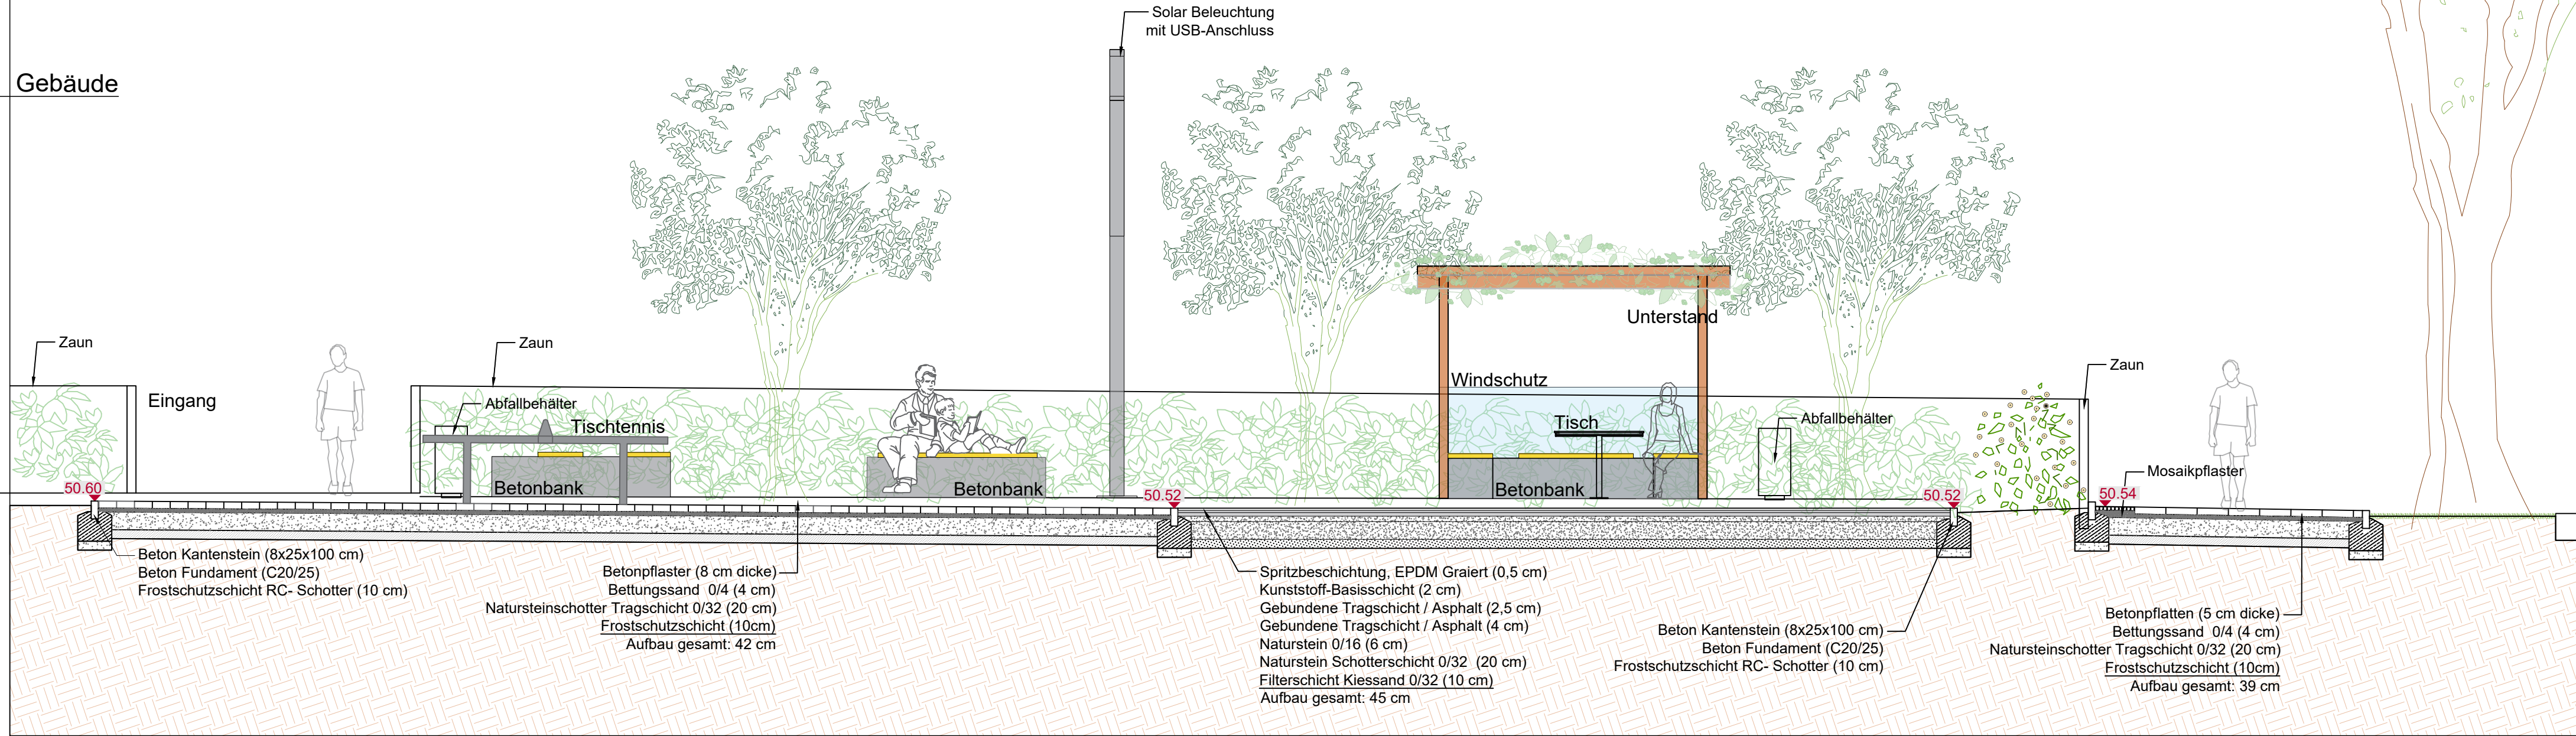 Solar Beleuchtung
mit USB-Anschluss
Gebäude
Unterstand
Zaun
Zaun
Zaun
Windschutz
Eingang
Abfallbehälter
Tischtennis
Tisch
Abfallbehälter
Mosaikpflaster
Betonbank
Betonbank
Betonbank
50.60
50.52
50.52
50.54
Beton Kantenstein (8x25x100 cm)
Beton Fundament (C20/25)
Frostschutzschicht RC- Schotter (10 cm)
Betonpflaster (8 cm dicke)
Bettungssand 0/4 (4 cm)
Natursteinschotter Tragschicht 0/32 (20 cm)
Frostschutzschicht (10cm)
Aufbau gesamt: 42 cm
Spritzbeschichtung, EPDM Graiert (0,5 cm)
Kunststoff-Basisschicht (2 cm)
Gebundene Tragschicht / Asphalt (2,5 cm)
Gebundene Tragschicht / Asphalt (4 cm)
Naturstein 0/16 (6 cm)
Naturstein Schotterschicht 0/32 (20 cm)
Filterschicht Kiessand 0/32 (10 cm)
Aufbau gesamt: 45 cm
Beton Kantenstein (8x25x100 cm)
Beton Fundament (C20/25)
Frostschutzschicht RC- Schotter (10 cm)
Betonpflatten (5 cm dicke)
Bettungssand 0/4 (4 cm)
Natursteinschotter Tragschicht 0/32 (20 cm)
Frostschutzschicht (10cm)
Aufbau gesamt: 39 cm